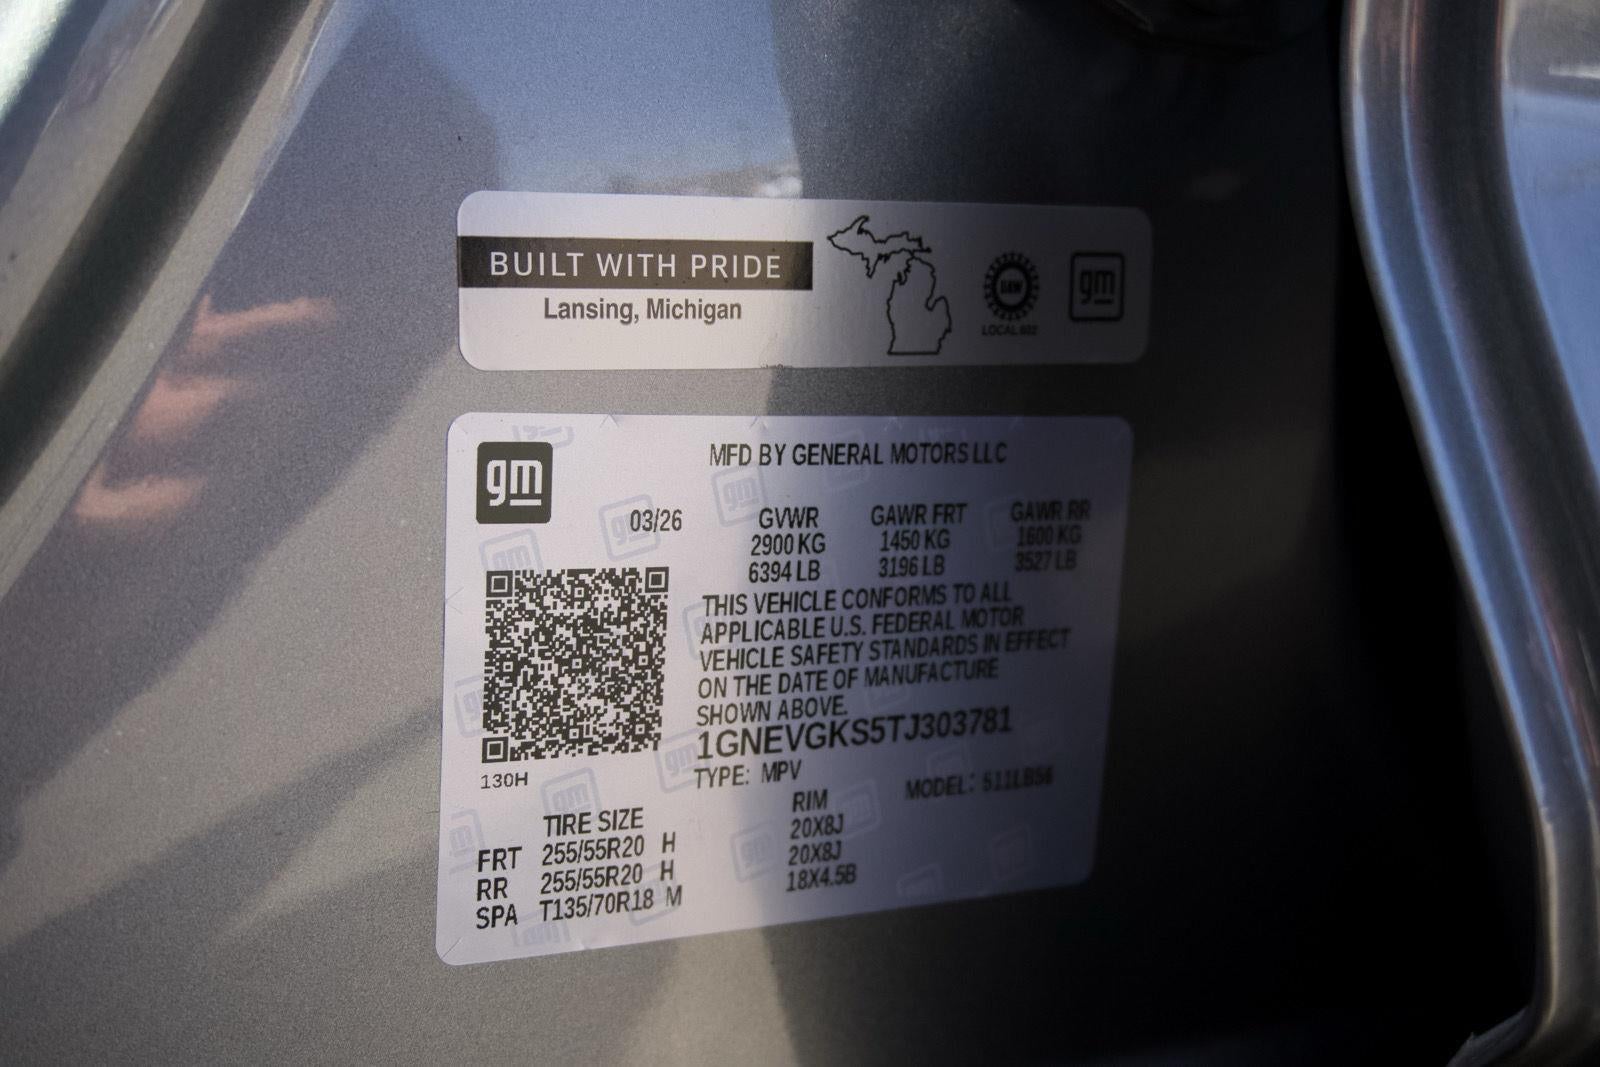 BUILT WITH PRIDE
Lansing, Michigan
UAW
LOCAL 602
gm
gm
MFD BY GENERAL MOTORS LLC
03/26 GVWR GAWR FRT GAWR RR
2900 KG 1450 KG 1600 KG
6394 LB 3196 LB 3527 LB
THIS VEHICLE CONFORMS TO ALL
APPLICABLE U.S. FEDERAL MOTOR
VEHICLE SAFETY STANDARDS IN EFFECT
ON THE DATE OF MANUFACTURE
SHOWN ABOVE.
1GNEVGKS5TJ303781
130H
TYPE: MPV MODEL: 511LB56
TIRE SIZE RIM
FRT 255/55R20 H 20X8J
RR 255/55R20 H 20X8J
SPA T135/70R18 M 18X4.5B